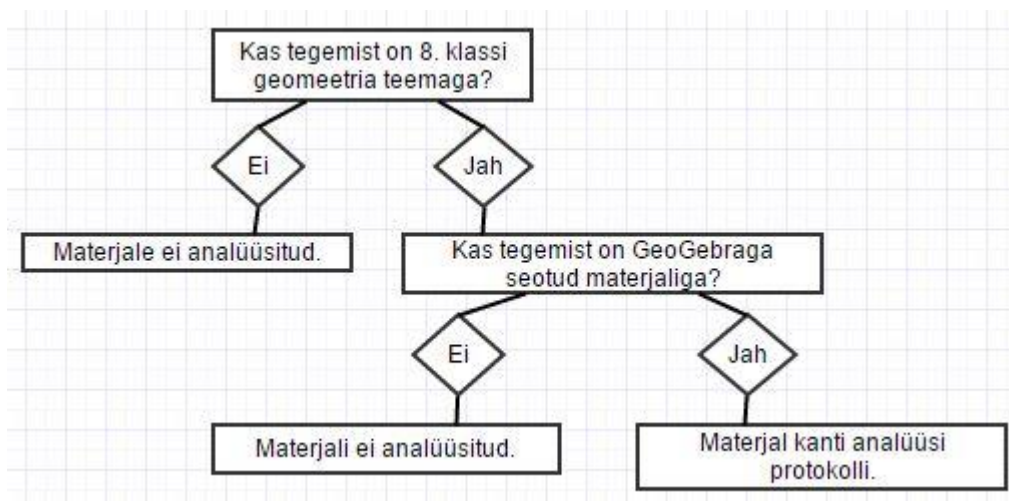 Kas tegemist on 8. klassi
geomeetria teemaga?
Ei
Jah
Materjale ei analüüsitud.
Kas tegemist on GeoGebraga
seotud materjaliga?
Ei
Jah
Materjali ei analüüsitud.
Materjal kanti analüüsi
protokolli.